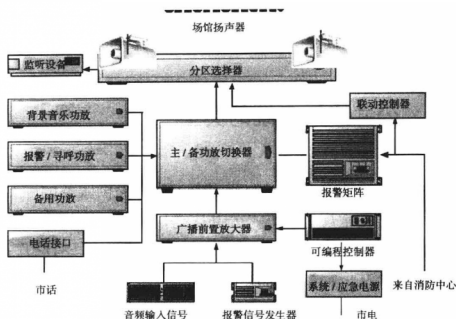 场馆扬声器
监听设备
分区选择器
背景音乐功放
联动控制器
报警/寻呼功放
主/备功放切换器
报警矩阵
备用功放
广播前置放大器
电话接口
可编程控制器
市话
系统/应急电源
来自消防中心
音频输入信号
报警信号发生器
市电